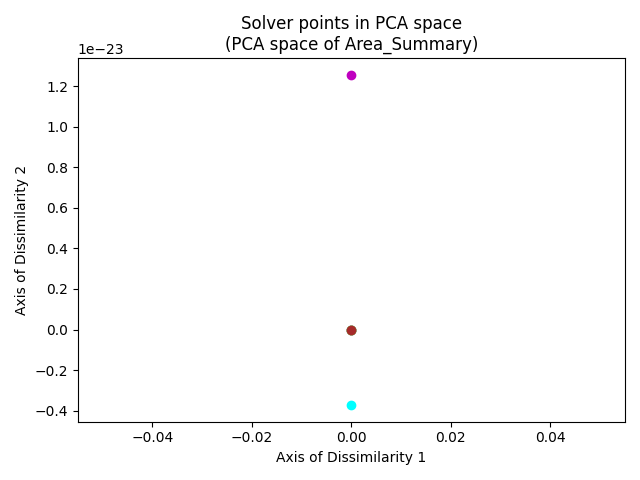 Solver points in PCA space
(PCA space of Area_Summary)
1e−23
1.2
1.0
0.8
0.6
0.4
0.2
0.0
−0.2
−0.4
Axis of Dissimilarity 2
−0.04 −0.02 0.00 0.02 0.04
Axis of Dissimilarity 1